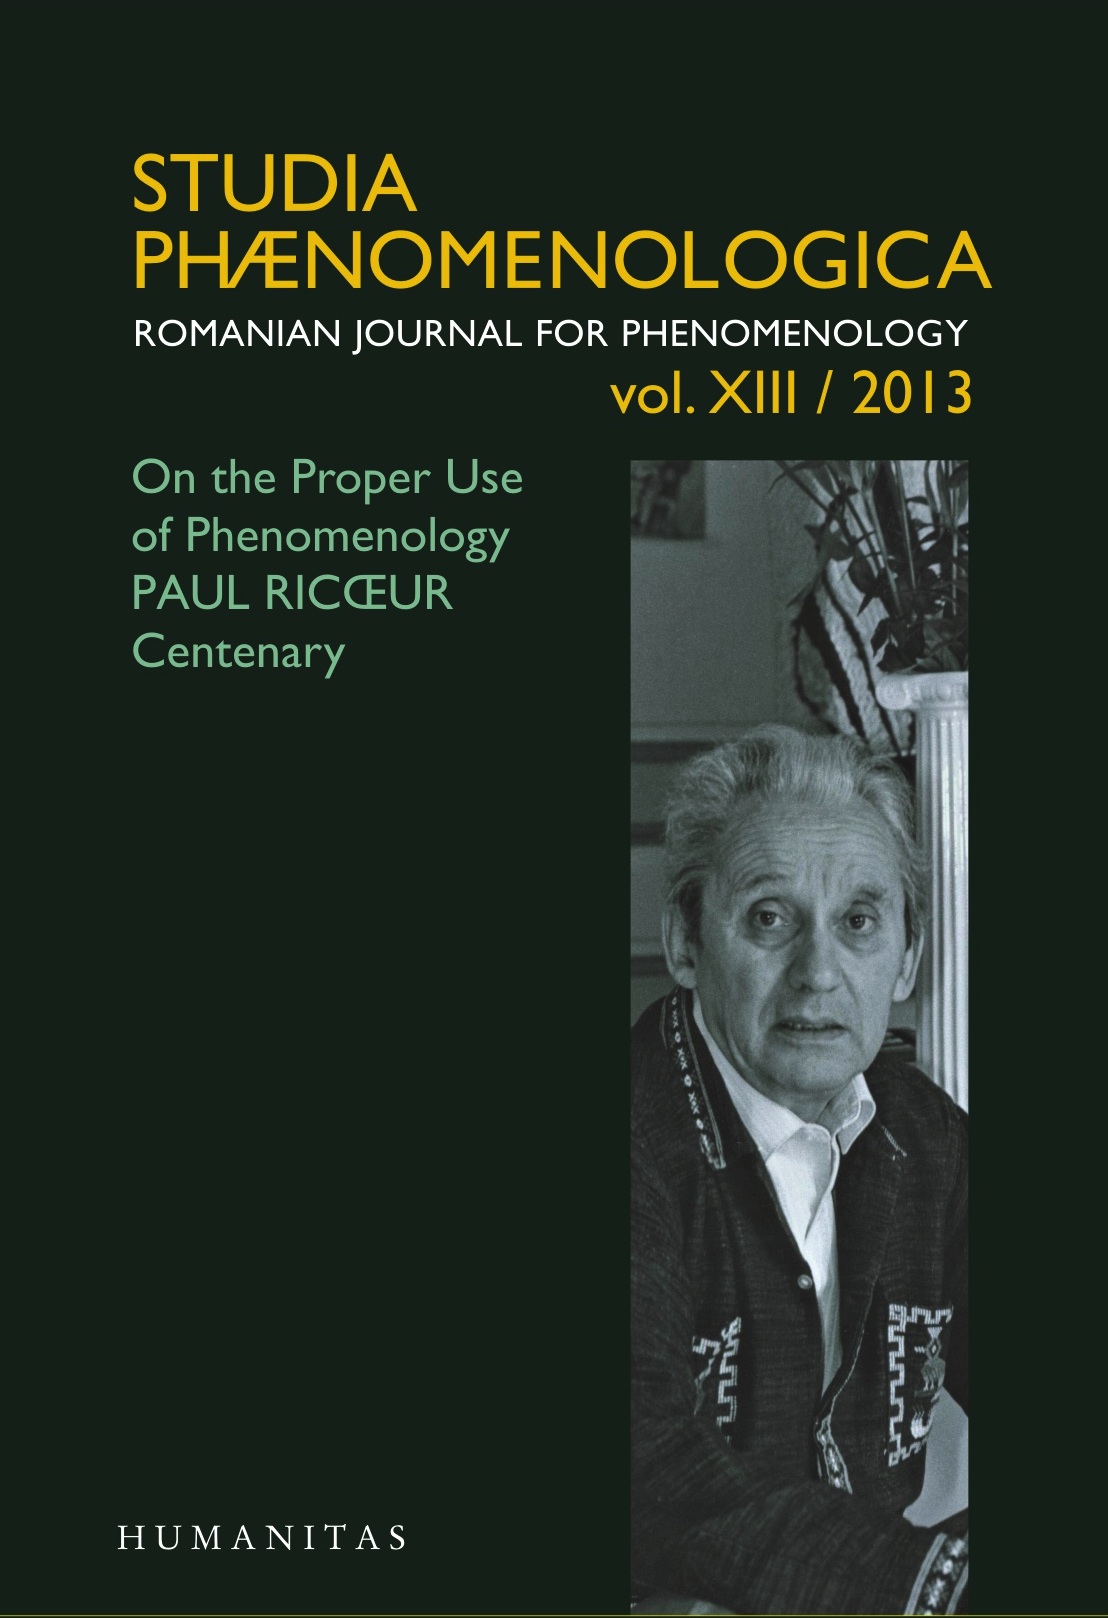 STUDIA
PHÆNOMENOLOGICA
ROMANIAN JOURNAL FOR PHENOMENOLOGY
vol. XIII / 2013
On the Proper Use
of Phenomenology
PAUL RICŒUR
Centenary
HUMANITAS